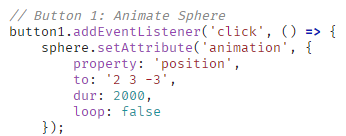 // Button 1: Animate Sphere
button1.addEventListener('click', () => {
    sphere.setAttribute('animation', {
        property: 'position',
        to: '2 3 -3',
        dur: 2000,
        loop: false
    });